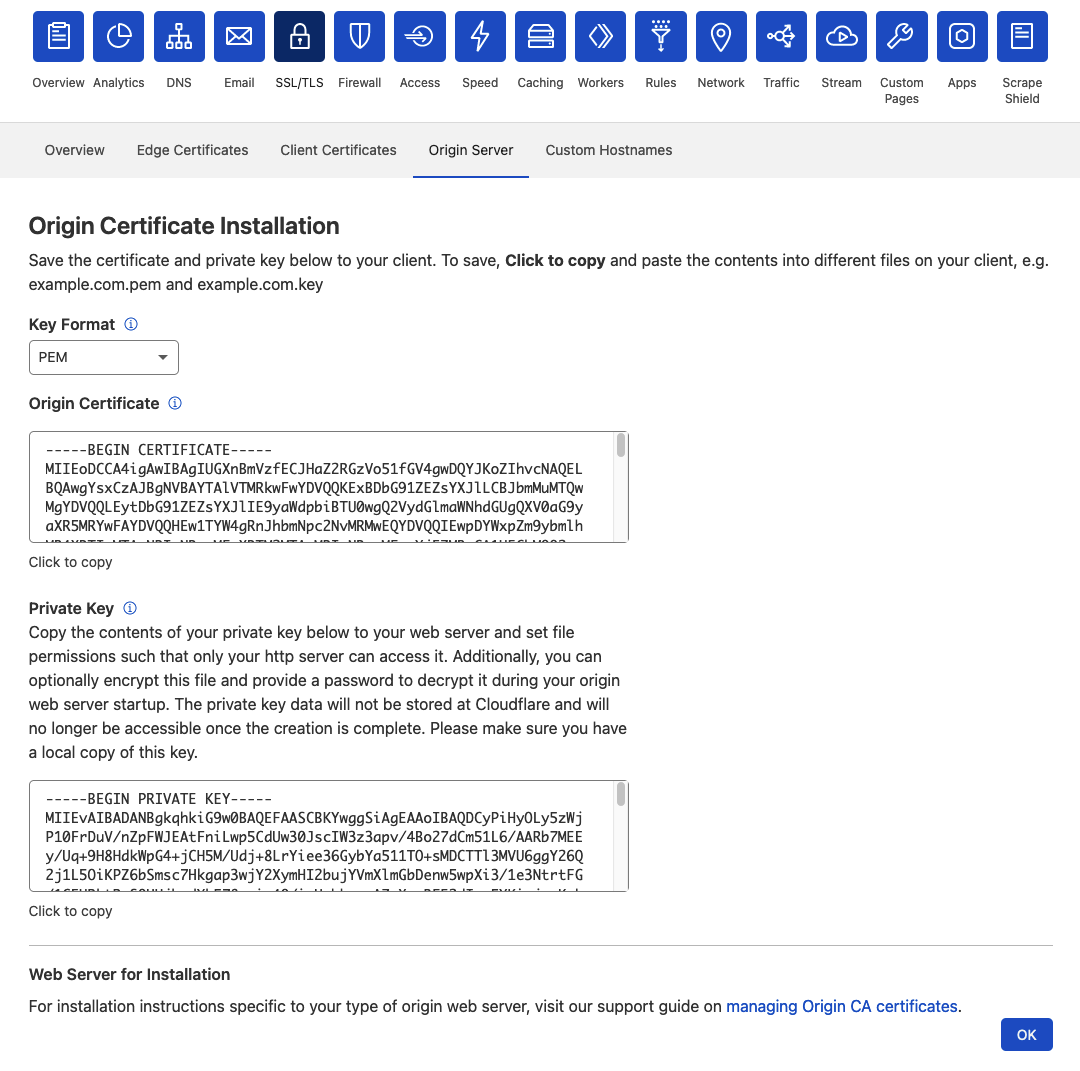 Overview
Analytics
DNS
Email
SSL/TLS
Firewall
Access
Speed
Caching
Workers
Rules
Network
Traffic
Stream
Custom Pages
Apps
Scrape Shield
Overview
Edge Certificates
Client Certificates
Origin Server
Custom Hostnames
Origin Certificate Installation
Save the certificate and private key below to your client. To save, Click to copy and paste the contents into different files on your client, e.g.
example.com.pem and example.com.key
Key Format
PEM
Origin Certificate
-----BEGIN CERTIFICATE-----
MIIEoDCCA4igAwIBAgIUGXnBmVzfECJHaZ2RGzVo51fGV4gwDQYJKoZIhvcNAQEL
BQAwgYsxCzAJBgNVBAYTAlVTMRkwFwYDVQQKExBDbG91ZEZsYXJlLCBJbmMuMTQw
MgYDVQQLEytDbG91ZEZsYXJlIE9yaWdpbiBTU0wgQ2VydGlmaWNhdGUgQXV0aG9y
aXR5MRYwFAYDVQQHEw1TYW4gRnJhbmNpc2NvMRMwEQYDVQQIEwpDYWxpZm9ybmlh
Click to copy
Private Key
Copy the contents of your private key below to your web server and set file
permissions such that only your http server can access it. Additionally, you can
optionally encrypt this file and provide a password to decrypt it during your origin
web server startup. The private key data will not be stored at Cloudflare and will
no longer be accessible once the creation is complete. Please make sure you have
a local copy of this key.
-----BEGIN PRIVATE KEY-----
MIIEvAIBADANBgkqhkiG9w0BAQEFAASCBKYwggSiAgEAAoIBAQDCyPiHyOLy5zWj
P10FrDuV/nZpFWJEAtFniLwp5CdUw30JscIW3z3apv/4Bo27dCm51L6/AARb7MEE
y/Uq+9H8HdkWpG4+jCH5M/Udj+8LrYiee36GybYa511TO+sMDCTTl3MVU6ggY26Q
2j1L5OiKPZ6bSmsc7Hkgap3wjY2XymHI2bujYVmXlmGbDenw5wpXi3/1e3NtrtFG
Click to copy
Web Server for Installation
For installation instructions specific to your type of origin web server, visit our support guide on managing Origin CA certificates.
OK